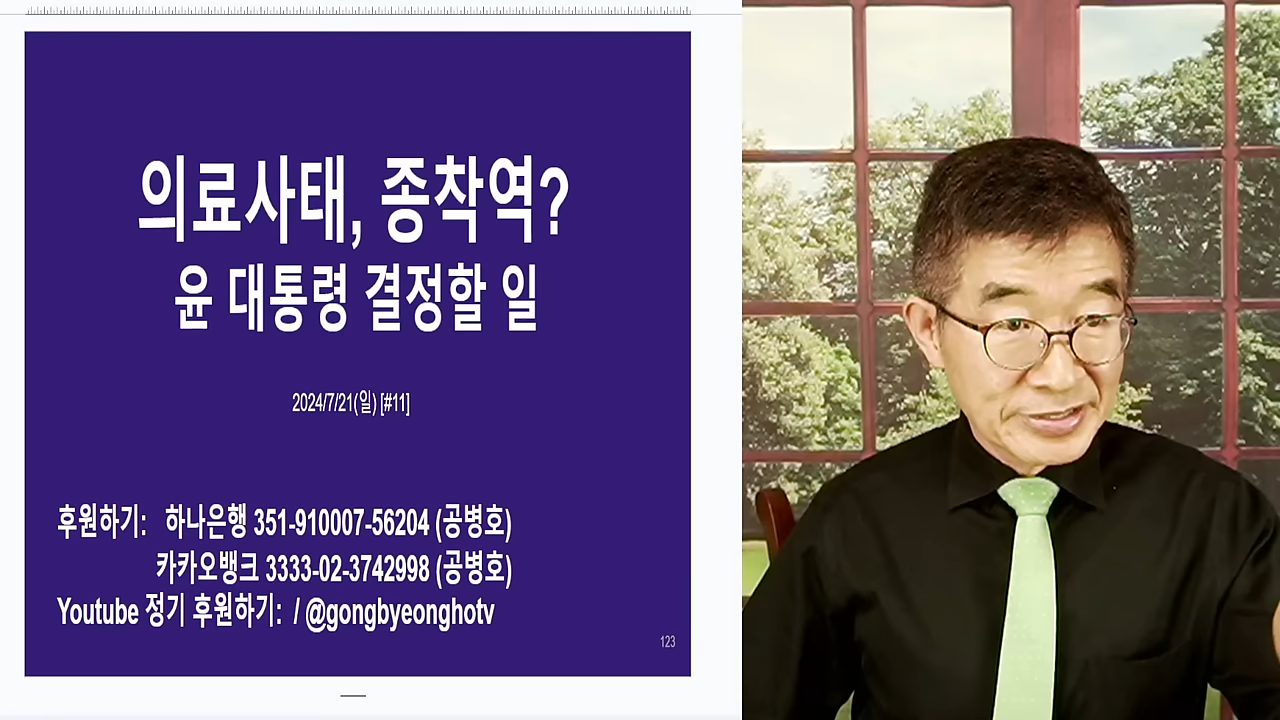 의료사태, 종착역?
윤 대통령 결정할 일
2024/7/21(일) [#11]
후원하기: 하나은행 351-910007-56204 (공병호)
카카오뱅크 3333-02-3742998 (공병호)
Youtube 정기 후원하기: / @gongbyeonghotv
123